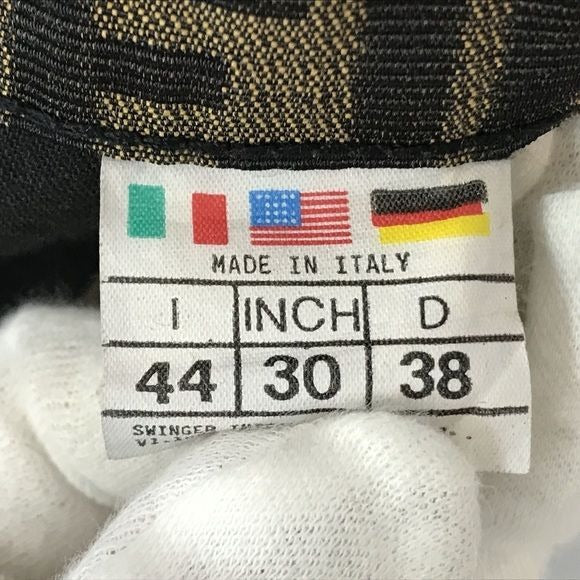 MADE IN ITALY
I INCH D
44 30 38
SWINGER